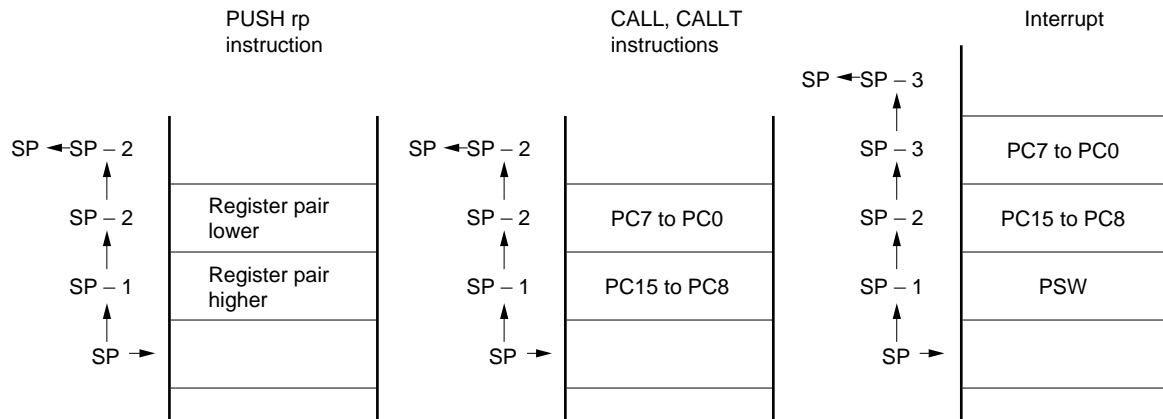 PUSH rp
instruction
SP SP – 2
SP – 2
SP – 1
SP
Register pair
lower
Register pair
higher
CALL, CALLT
instructions
SP SP – 2
SP – 2
SP – 1
SP
PC7 to PC0
PC15 to PC8
Interrupt
SP SP – 3
SP – 3
SP – 2
SP – 1
SP
PC7 to PC0
PC15 to PC8
PSW